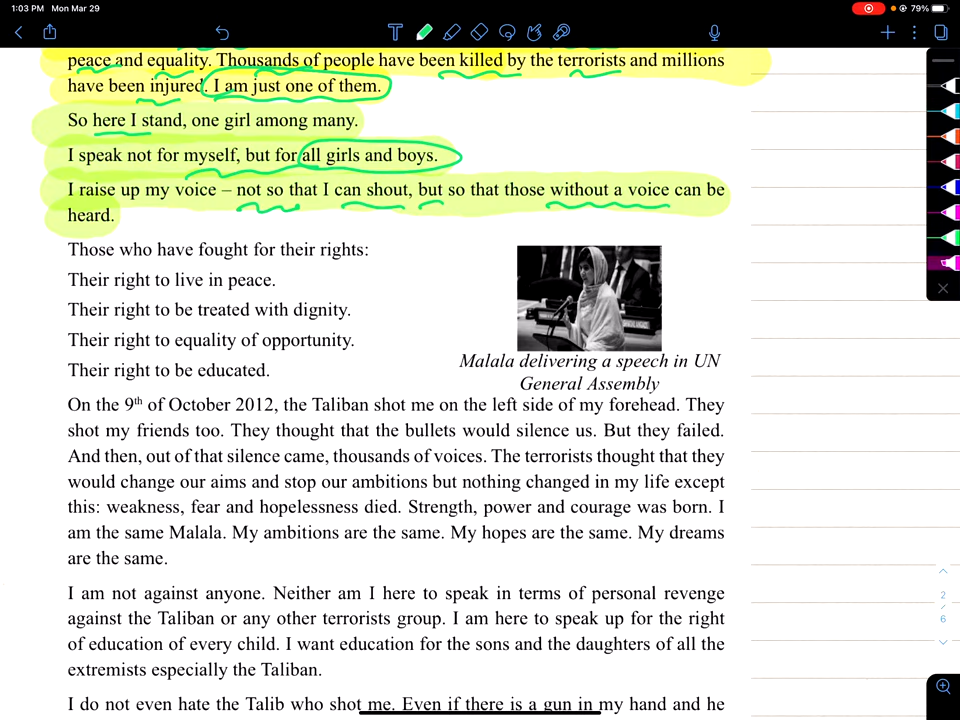 1:03 PM Mon Mar 29
79%
peace and equality. Thousands of people have been killed by the terrorists and millions
have been injured. I am just one of them.
So here I stand, one girl among many.
I speak not for myself, but for all girls and boys.
I raise up my voice – not so that I can shout, but so that those without a voice can be
heard.
Those who have fought for their rights:
Their right to live in peace.
Their right to be treated with dignity.
Their right to equality of opportunity.
Their right to be educated.
Malala delivering a speech in UN
General Assembly
On the 9th of October 2012, the Taliban shot me on the left side of my forehead. They
shot my friends too. They thought that the bullets would silence us. But they failed.
And then, out of that silence came, thousands of voices. The terrorists thought that they
would change our aims and stop our ambitions but nothing changed in my life except
this: weakness, fear and hopelessness died. Strength, power and courage was born. I
am the same Malala. My ambitions are the same. My hopes are the same. My dreams
are the same.
I am not against anyone. Neither am I here to speak in terms of personal revenge
against the Taliban or any other terrorists group. I am here to speak up for the right
of education of every child. I want education for the sons and the daughters of all the
extremists especially the Taliban.
I do not even hate the Talib who shot me. Even if there is a gun in my hand and he
2
/
6